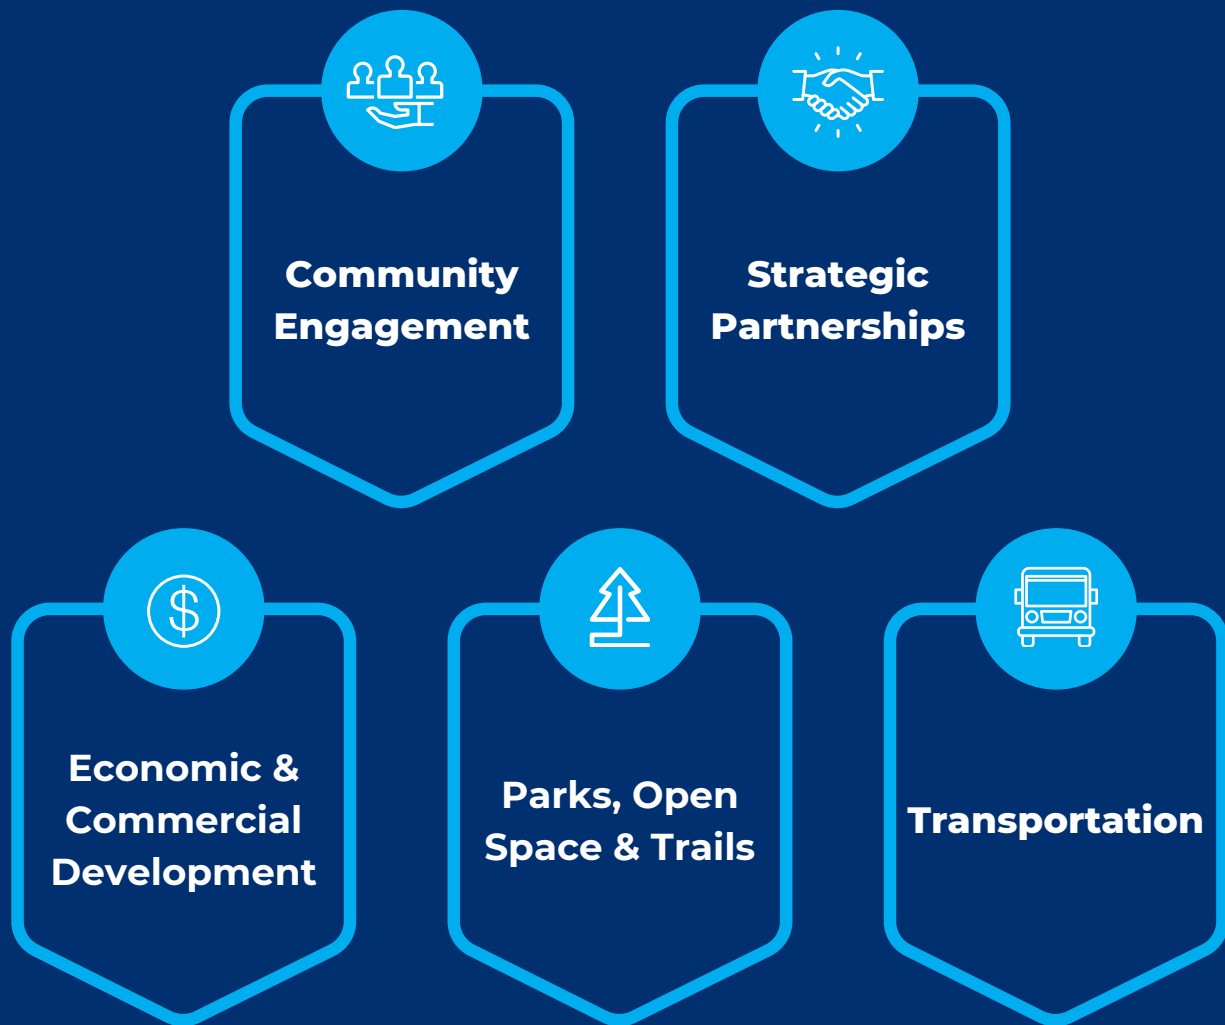 Community
Engagement
Strategic
Partnerships
Economic &
Commercial
Development
Parks, Open
Space & Trails
Transportation